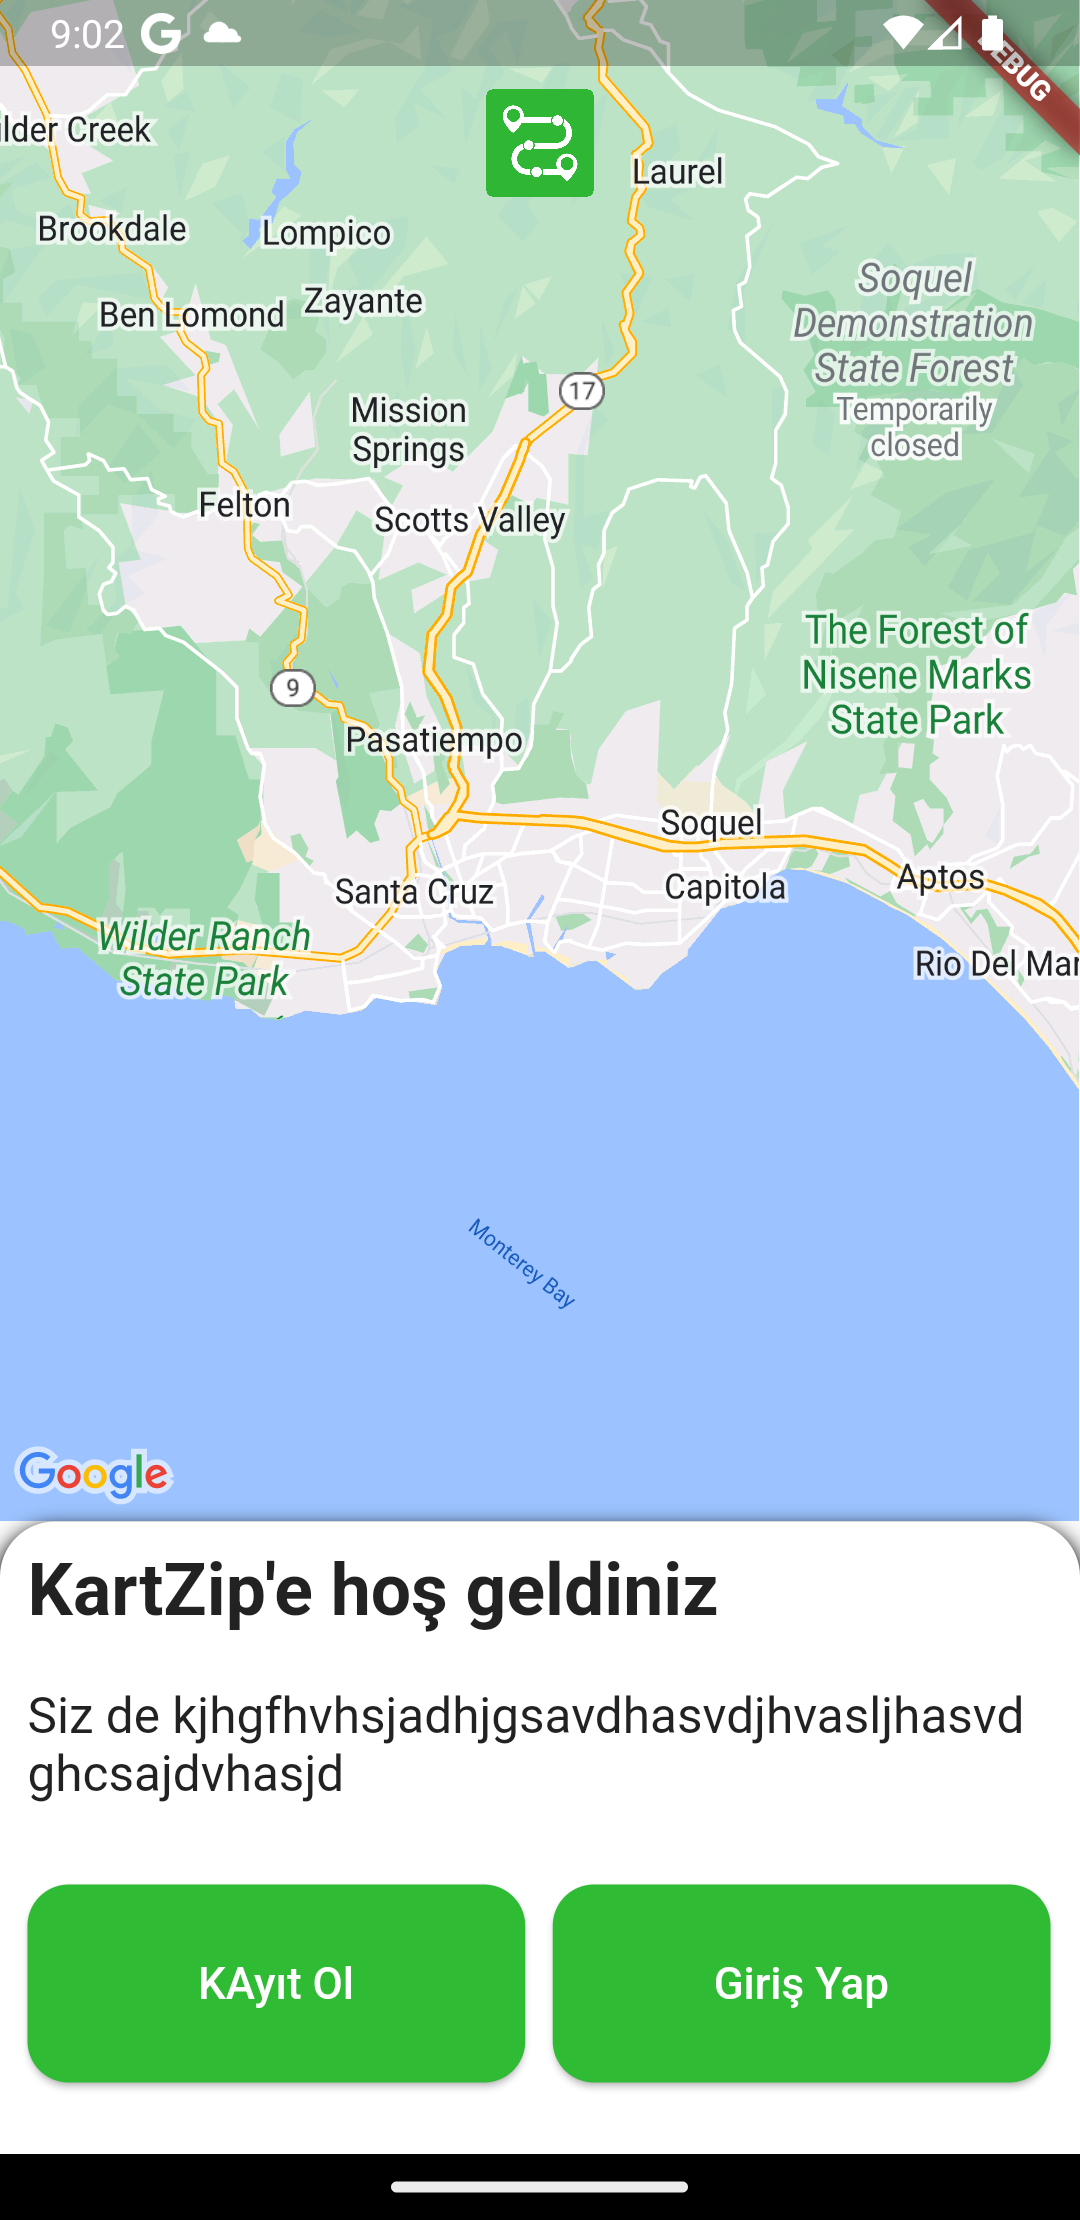 9:02
DEBUG
ilder Creek
Laurel
Brookdale
Lompico
Soquel
Demonstration
State Forest
Temporarily
closed
Zayante
Ben Lomond
17
Mission
Springs
Felton
Scotts Valley
The Forest of
Nisene Marks
State Park
9
Pasatiempo
Soquel
Santa Cruz
Capitola
Aptos
Wilder Ranch
State Park
Rio Del Mar
Monterey Bay
Google
KartZip'e hoş geldiniz
Siz de kjhgfhvhsjadhjgsavdhasvdjhvasljhasvd
ghcsajdvhasjd
KAyıt Ol
Giriş Yap